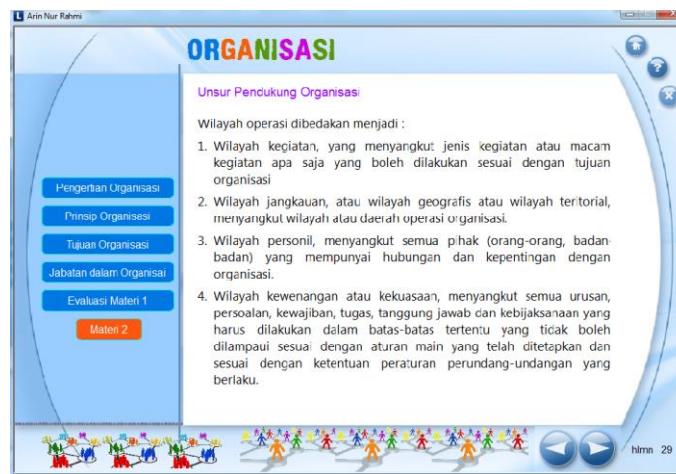 Arin Nur Rahmi
ORGANISASI
Unsur Pendukung Organisasi
Wilayah operasi dibedakan menjadi :
1. Wilayah kegiatan, yang menyangkut jenis kegiatan atau macam
kegiatan apa saja yang boleh dilakukan sesuai dengan tujuan
organisasi
2. Wilayah jangkauan, atau wilayah geografis atau wilayah teritorial,
menyangkut wilayah atau daerah operasi organisasi.
3. Wilayah personil, menyangkut semua pihak (orang-orang, badan-
badan) yang mempunyai hubungan dan kepentingan dengan
organisasi.
4. Wilayah kewenangan atau kekuasaan, menyangkut semua urusan,
persoalan, kewajiban, tugas, tanggung jawab dan kebijaksanaan yang
harus dilakukan dalam batas-batas tertentu yang tidak boleh
dilampaui sesuai dengan aturan main yang telah ditetapkan dan
sesuai dengan ketentuan peraturan perundang-undangan yang
berlaku.
Pengertian Organisasi
Prinsip Organisesi
Tujuan Organisasi
Jabatan dalam Organisai
Evaluasi Materi 1
Materi 2
hlmn 29